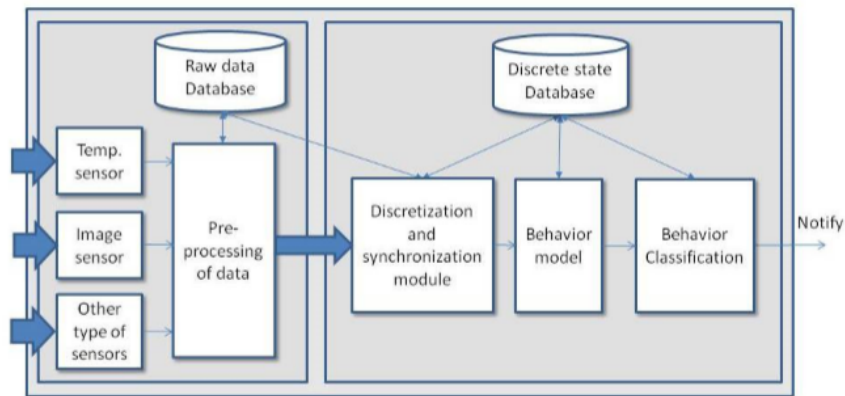 Raw data
Database
Discrete state
Database
Temp.
sensor
Image
sensor
Other
type of
sensors
Pre-
processing
of data
Discretization
and
synchronization
module
Behavior
model
Behavior
Classification
Notify